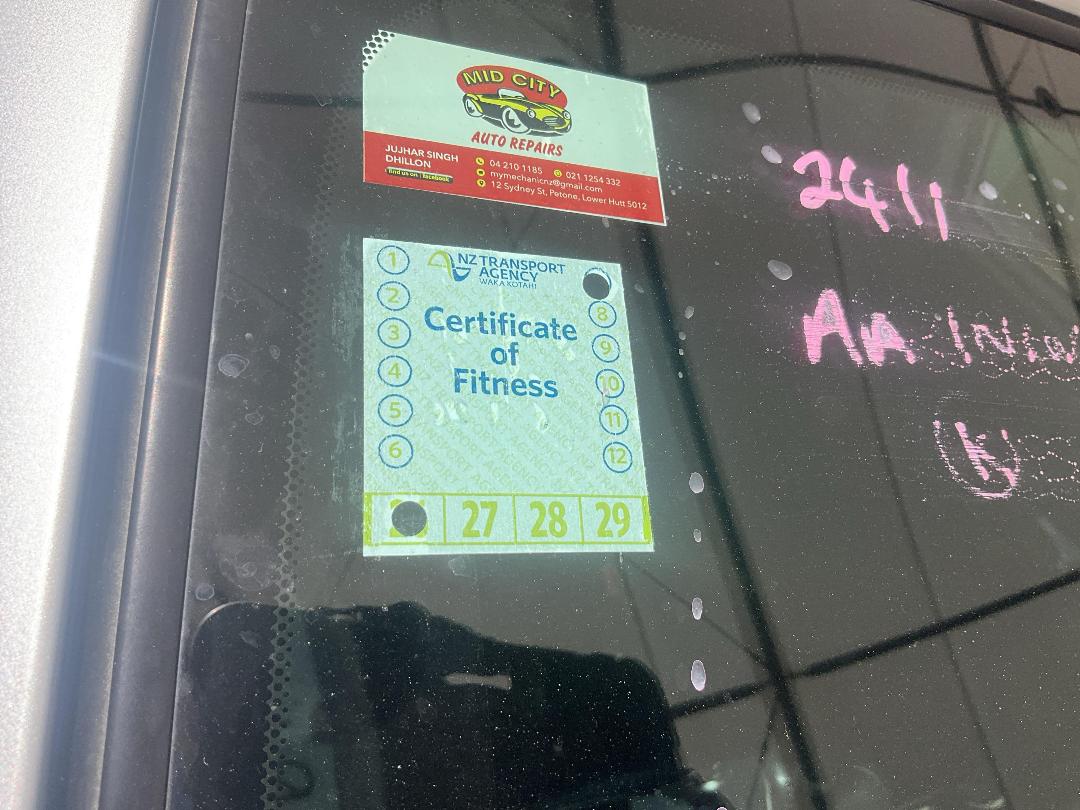 MID CITY
AUTO REPAIRS
JUJHAR SINGH
DHILLON
find us on facebook
04 210 1185
021 1254 332
mymechanicnz@gmail.com
12 Sydney St, Petone, Lower Hutt 5012
NZ TRANSPORT
AGENCY
WAKA KOTAHI
Certificate
of
Fitness
1
2
3
4
5
6
8
9
10
11
12
27 28 29
AA
K